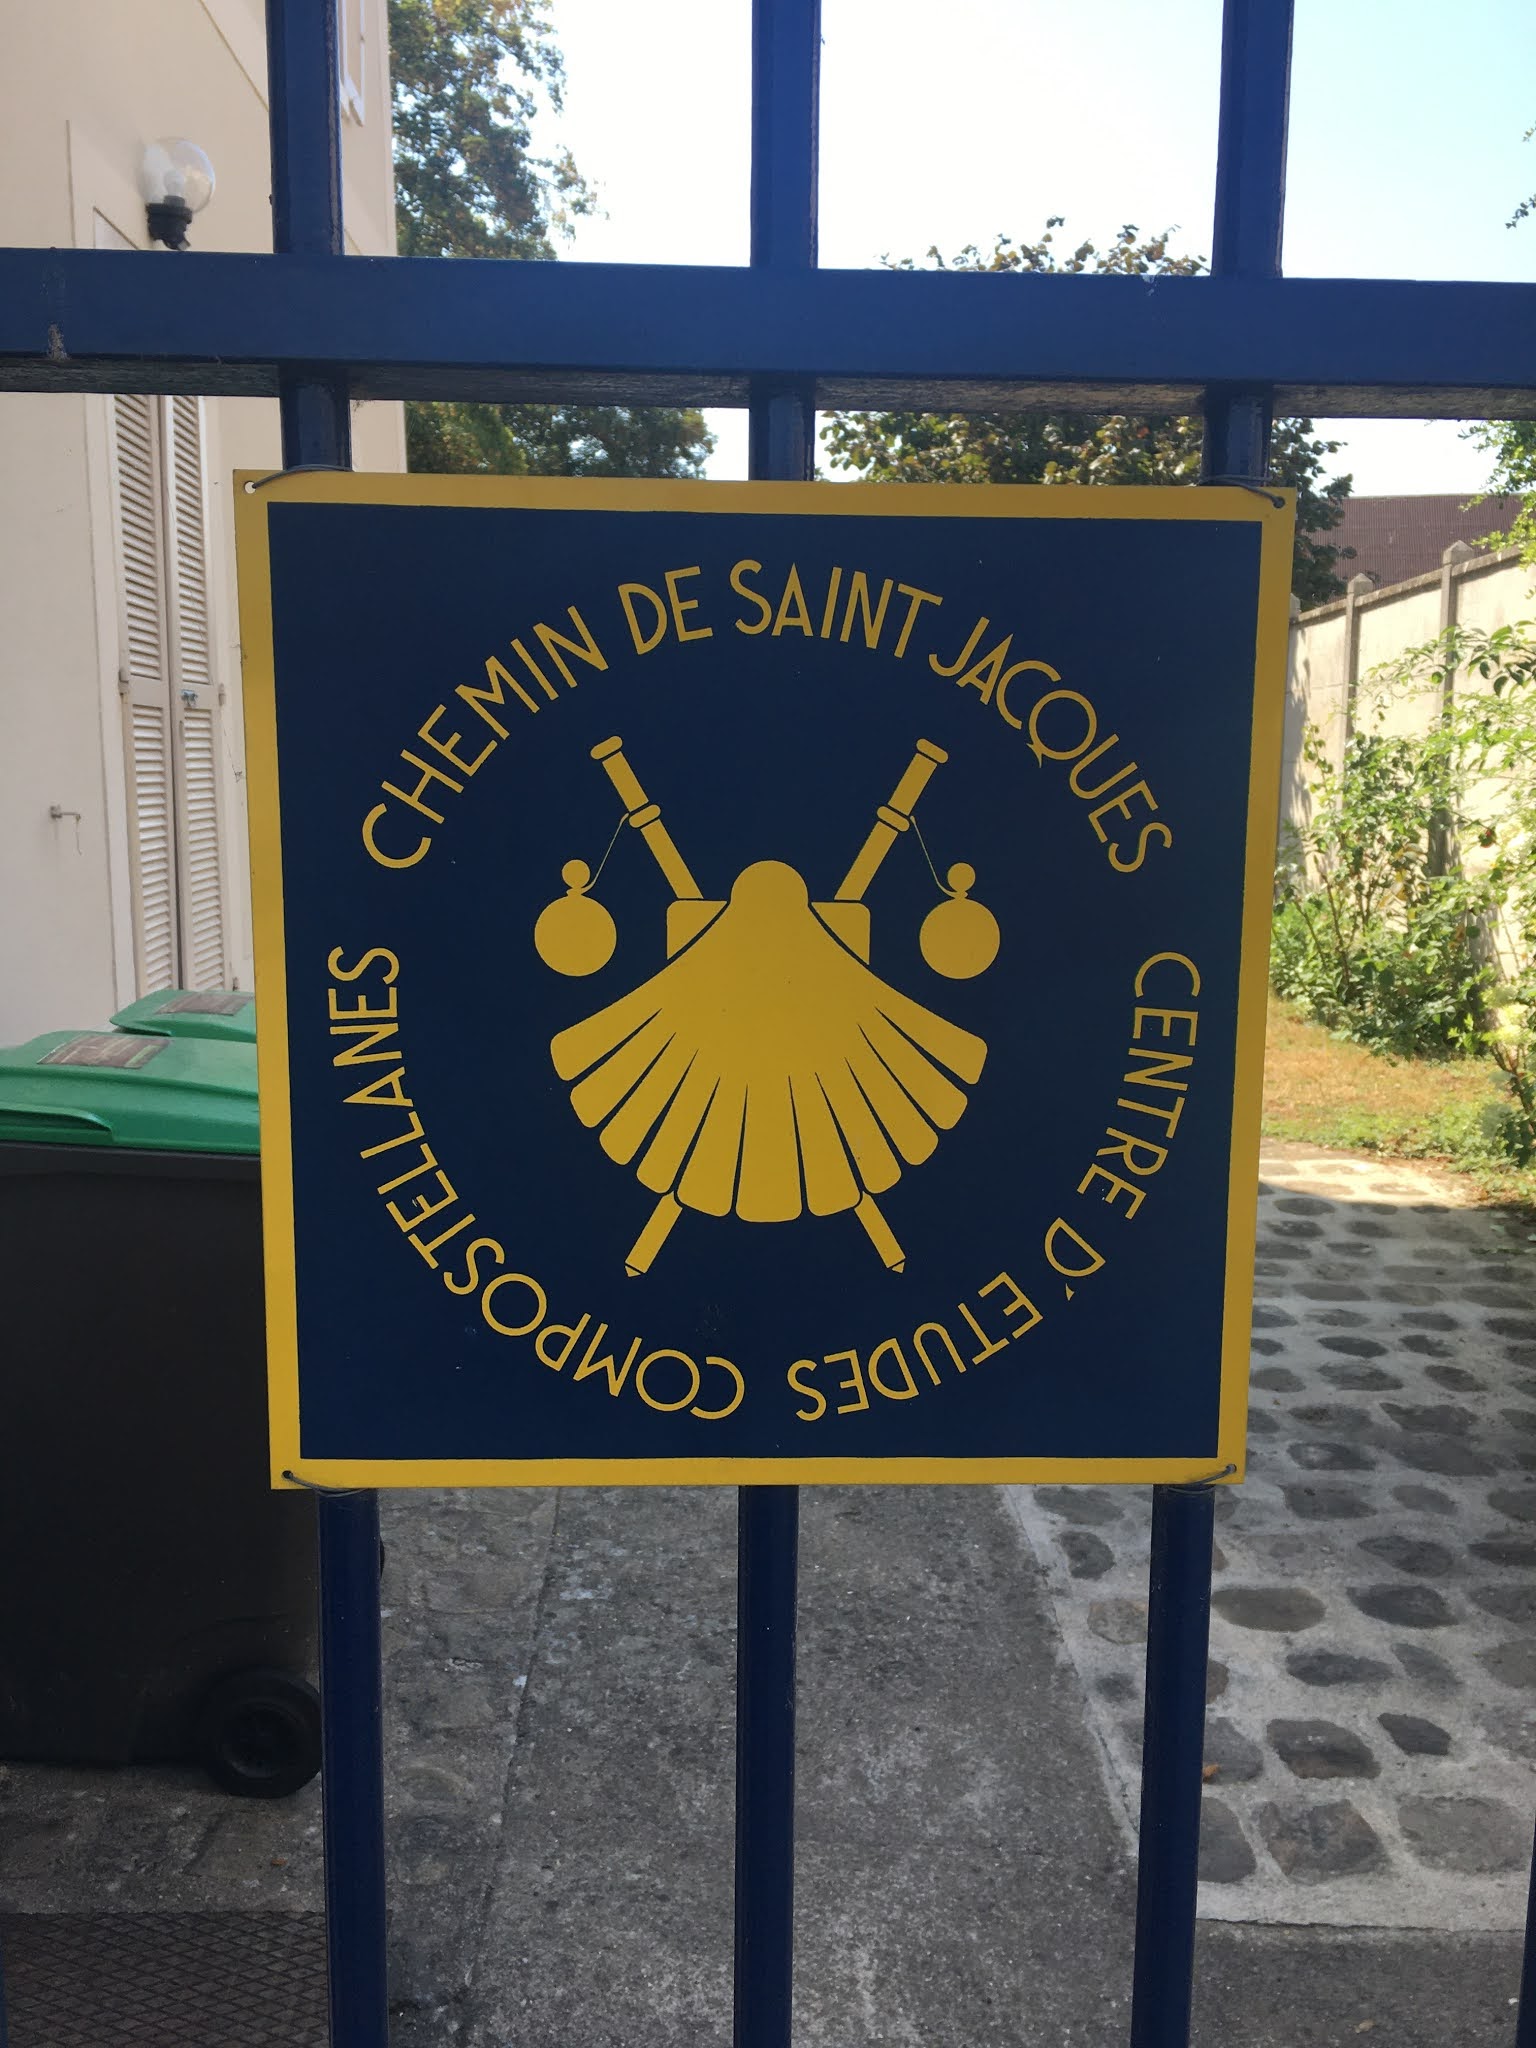 CHEMIN DE SAINT JACQUES
CENTRE D'ETUDES COMPOSTELLANES